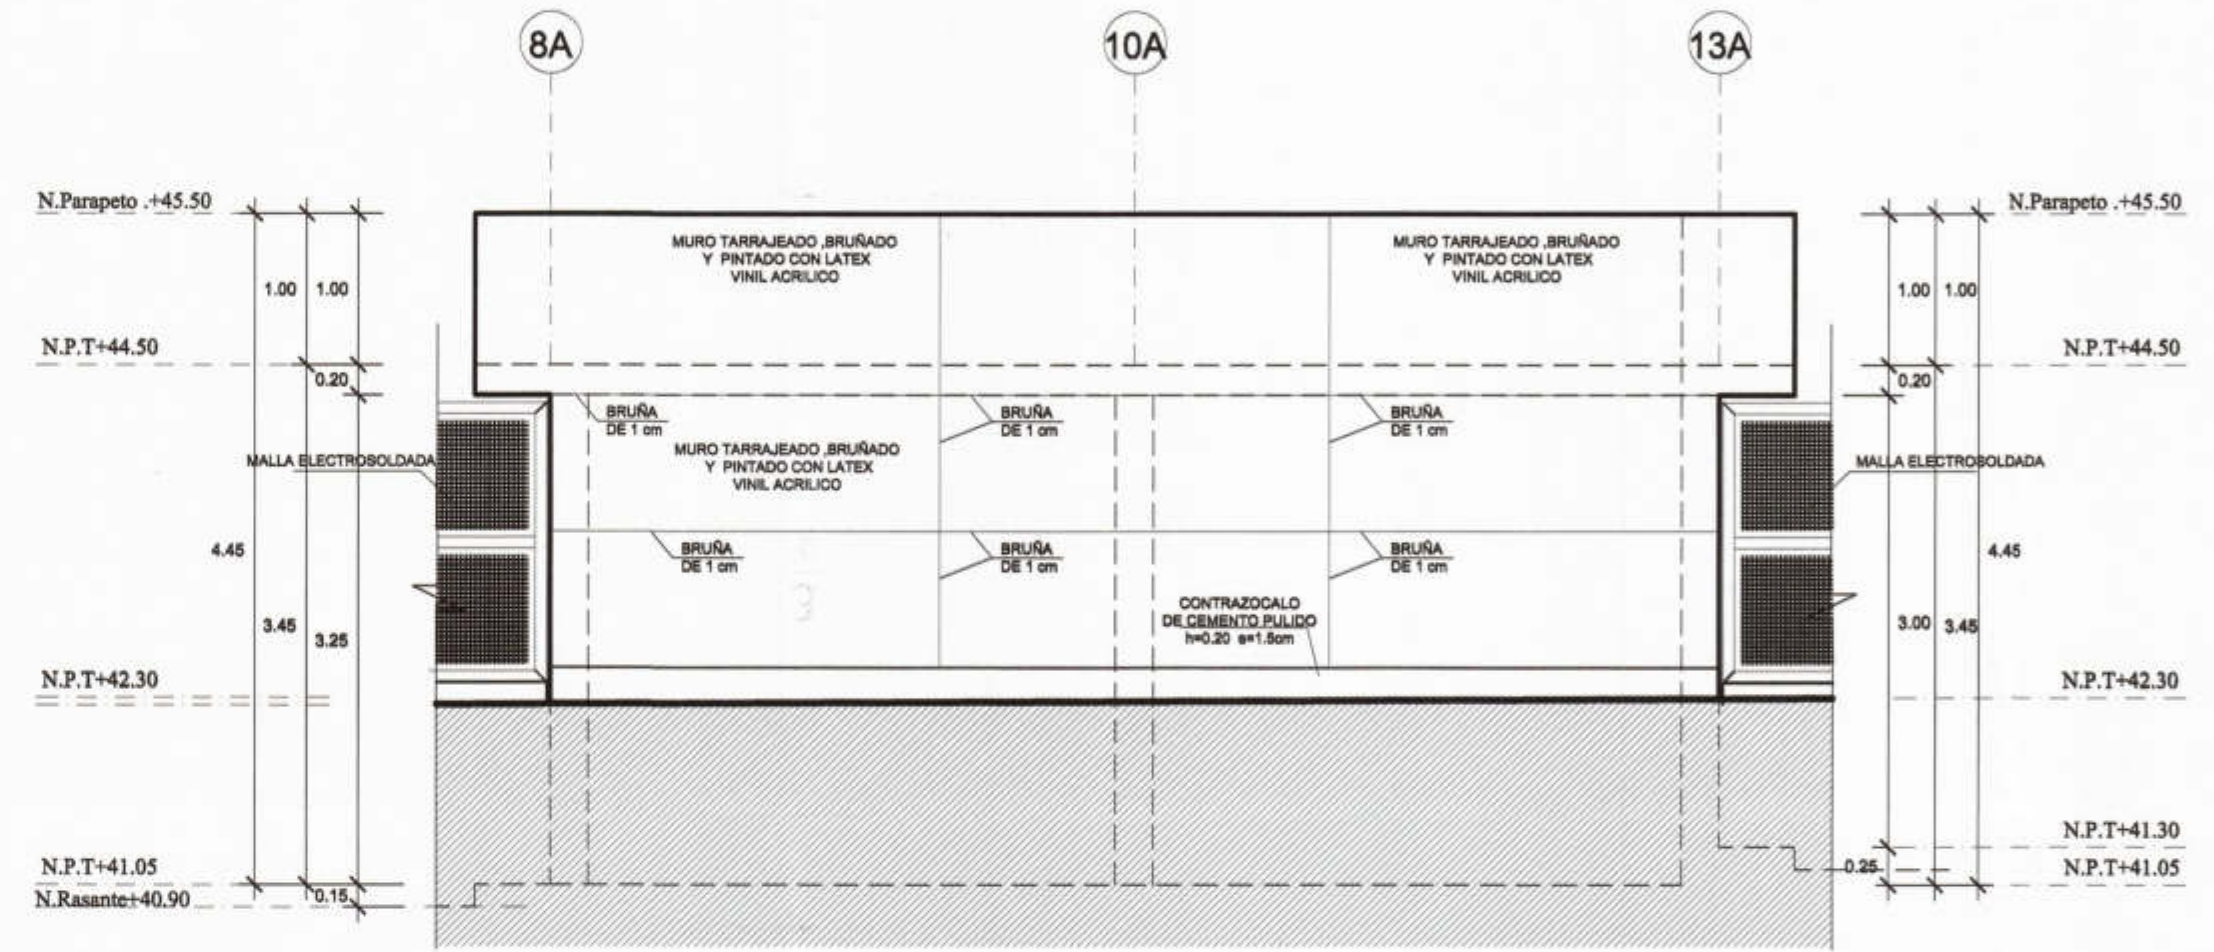 8A
10A
13A
N.Parapeto .+45.50
N.Parapeto .+45.50
MURO TARRAJEADO ,BRUÑADO
Y PINTADO CON LATEX
VINIL ACRILICO
MURO TARRAJEADO ,BRUÑADO
Y PINTADO CON LATEX
VINIL ACRILICO
1.00
1.00
1.00
1.00
N.P.T+44.50
N.P.T+44.50
0.20
0.20
BRUÑA
DE 1 cm
BRUÑA
DE 1 cm
BRUÑA
DE 1 cm
MURO TARRAJEADO ,BRUÑADO
Y PINTADO CON LATEX
VINIL ACRILICO
MALLA ELECTROSOLDADA
MALLA ELECTROSOLDADA
4.45
BRUÑA
DE 1 cm
BRUÑA
DE 1 cm
BRUÑA
DE 1 cm
4.45
CONTRAZOCALO
DE CEMENTO PULIDO
h=0.20 e=1.5cm
3.45
3.25
3.00
3.45
N.P.T+42.30
N.P.T+42.30
N.P.T+41.30
N.P.T+41.05
0.25
N.P.T+41.05
N.Rasante+40.90
0.15